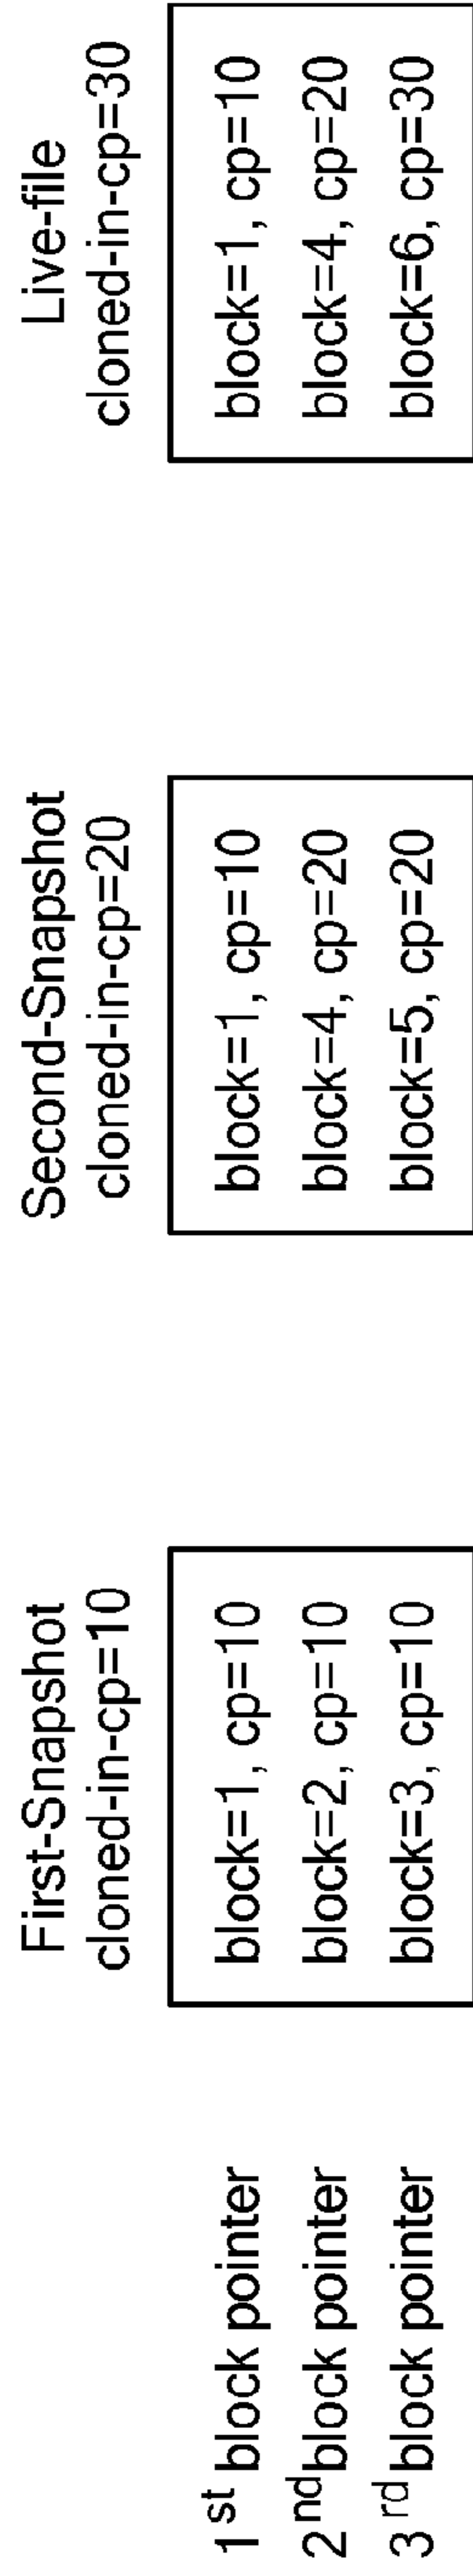 First-Snapshot
cloned-in-cp=10
Second-Snapshot
cloned-in-cp=20
Live-file
cloned-in-cp=30
1st block pointer
block=1, cp=10
block=1, cp=10
block=1, cp=10
2nd block pointer
block=2, cp=10
block=4, cp=20
block=4, cp=20
3rd block pointer
block=3, cp=10
block=5, cp=20
block=6, cp=30